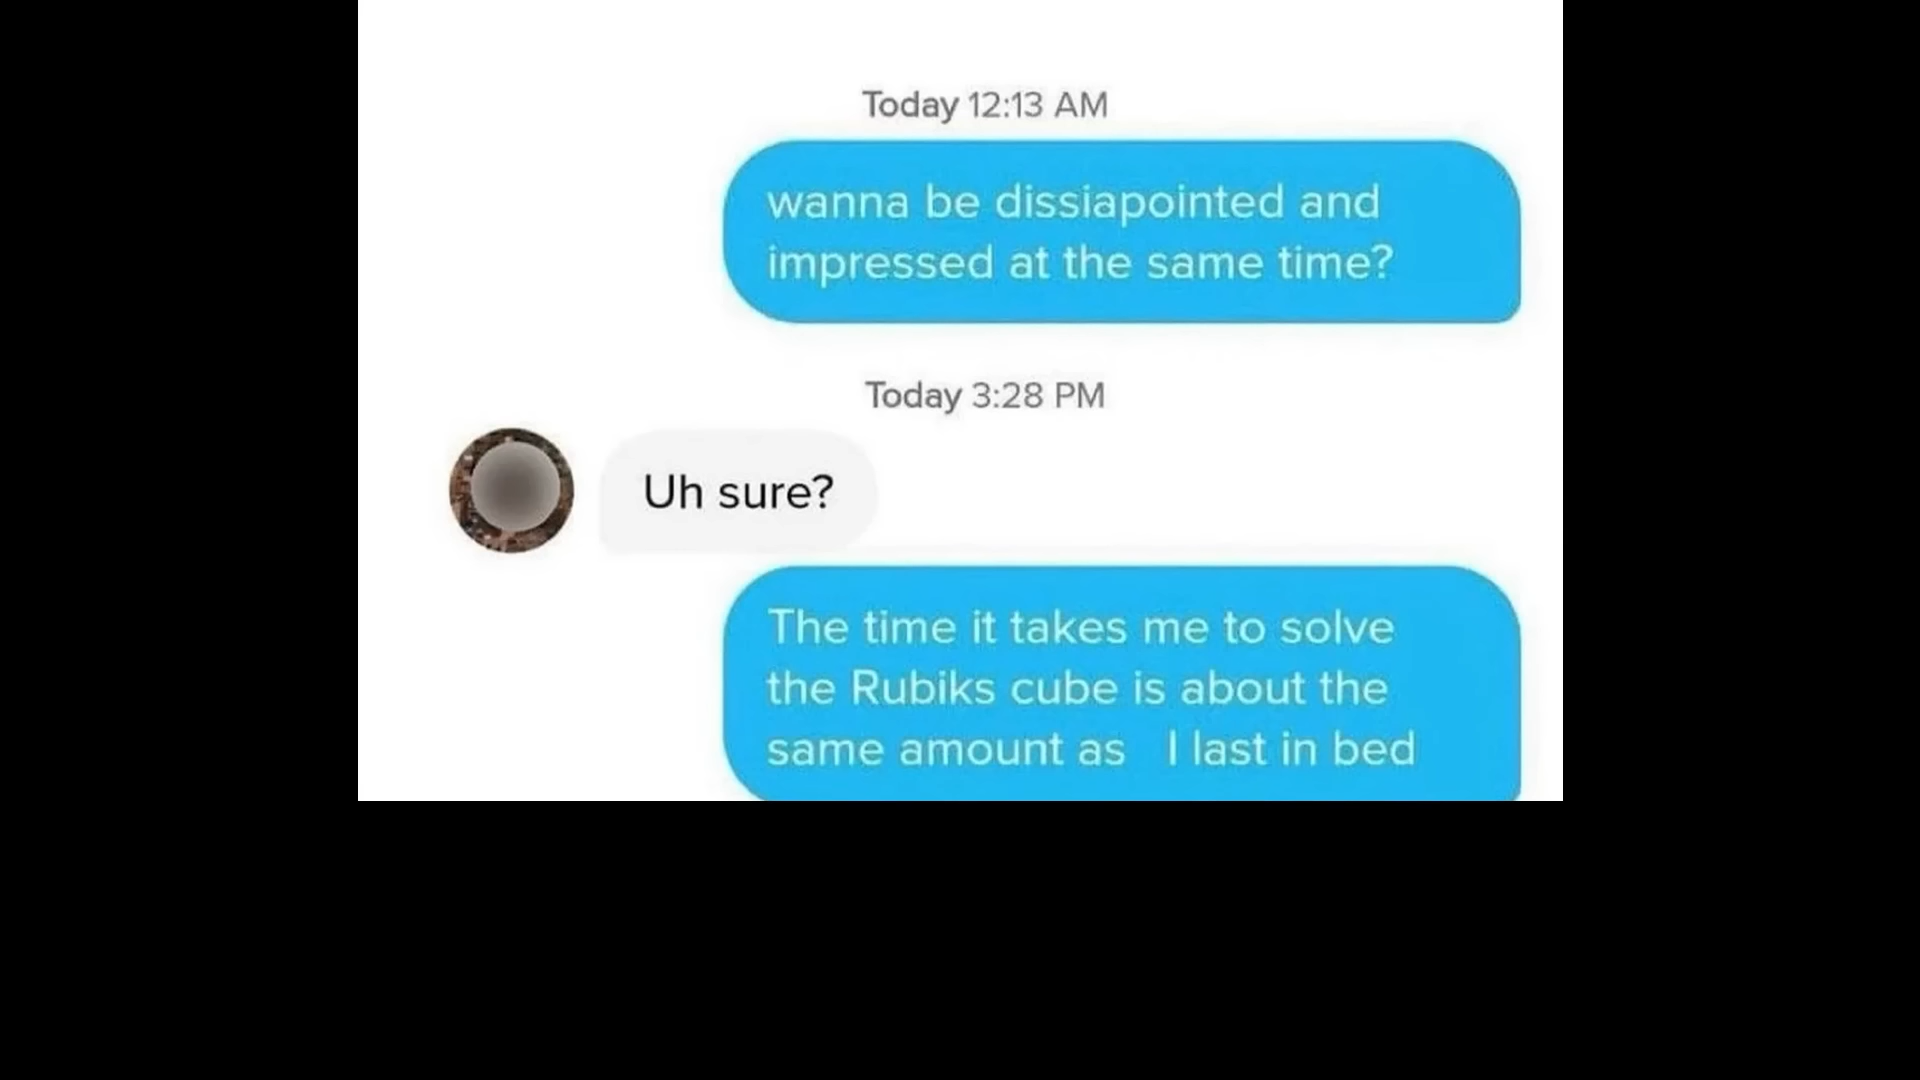 Today 12:13 AM
wanna be dissiapointed and
impressed at the same time?
Today 3:28 PM
Uh sure?
The time it takes me to solve
the Rubiks cube is about the
same amount as I last in bed